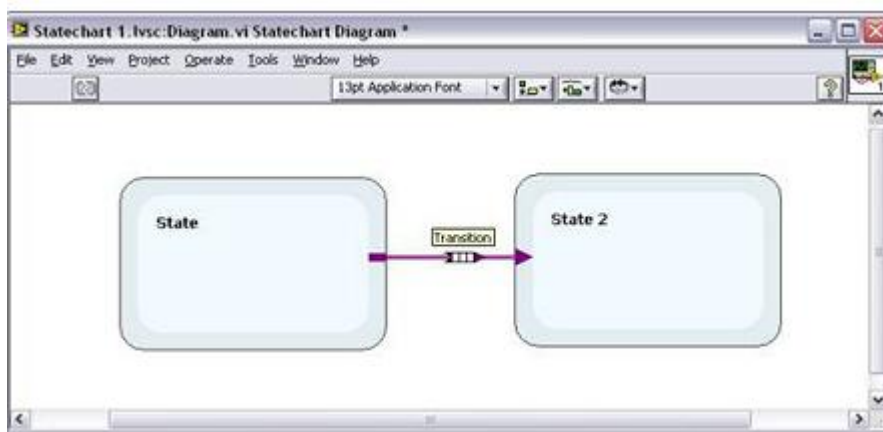 Statechart 1.lvsc:Diagram.vi Statechart Diagram *
File Edit View Project Operate Tools Window Help
13pt Application Font
State
State 2
Transition
1